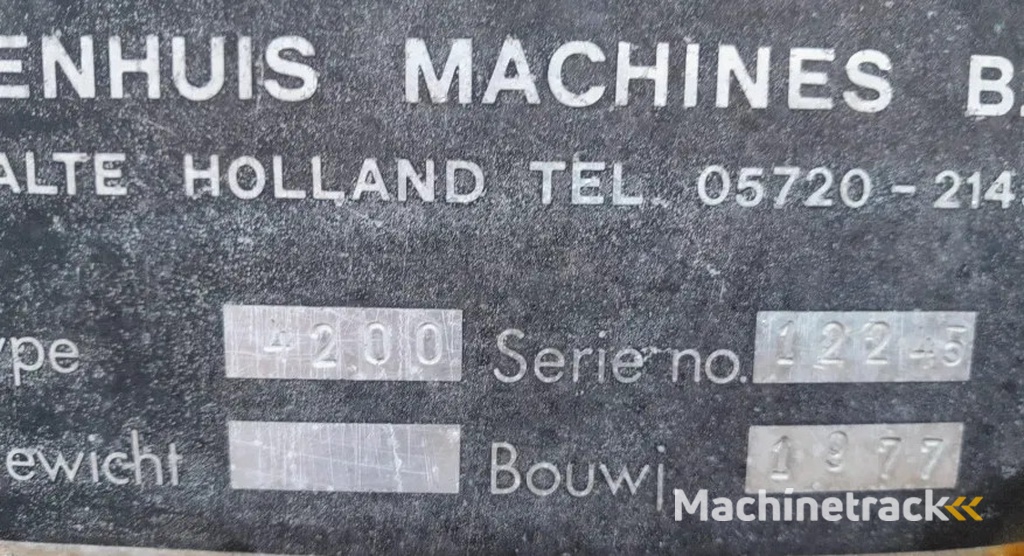 ENHUIS MACHINES B.
ALTE HOLLAND TEL. 05720-214
ype 4200 Serie no. 12245
ewicht Bouwj 1977
Machinetrack